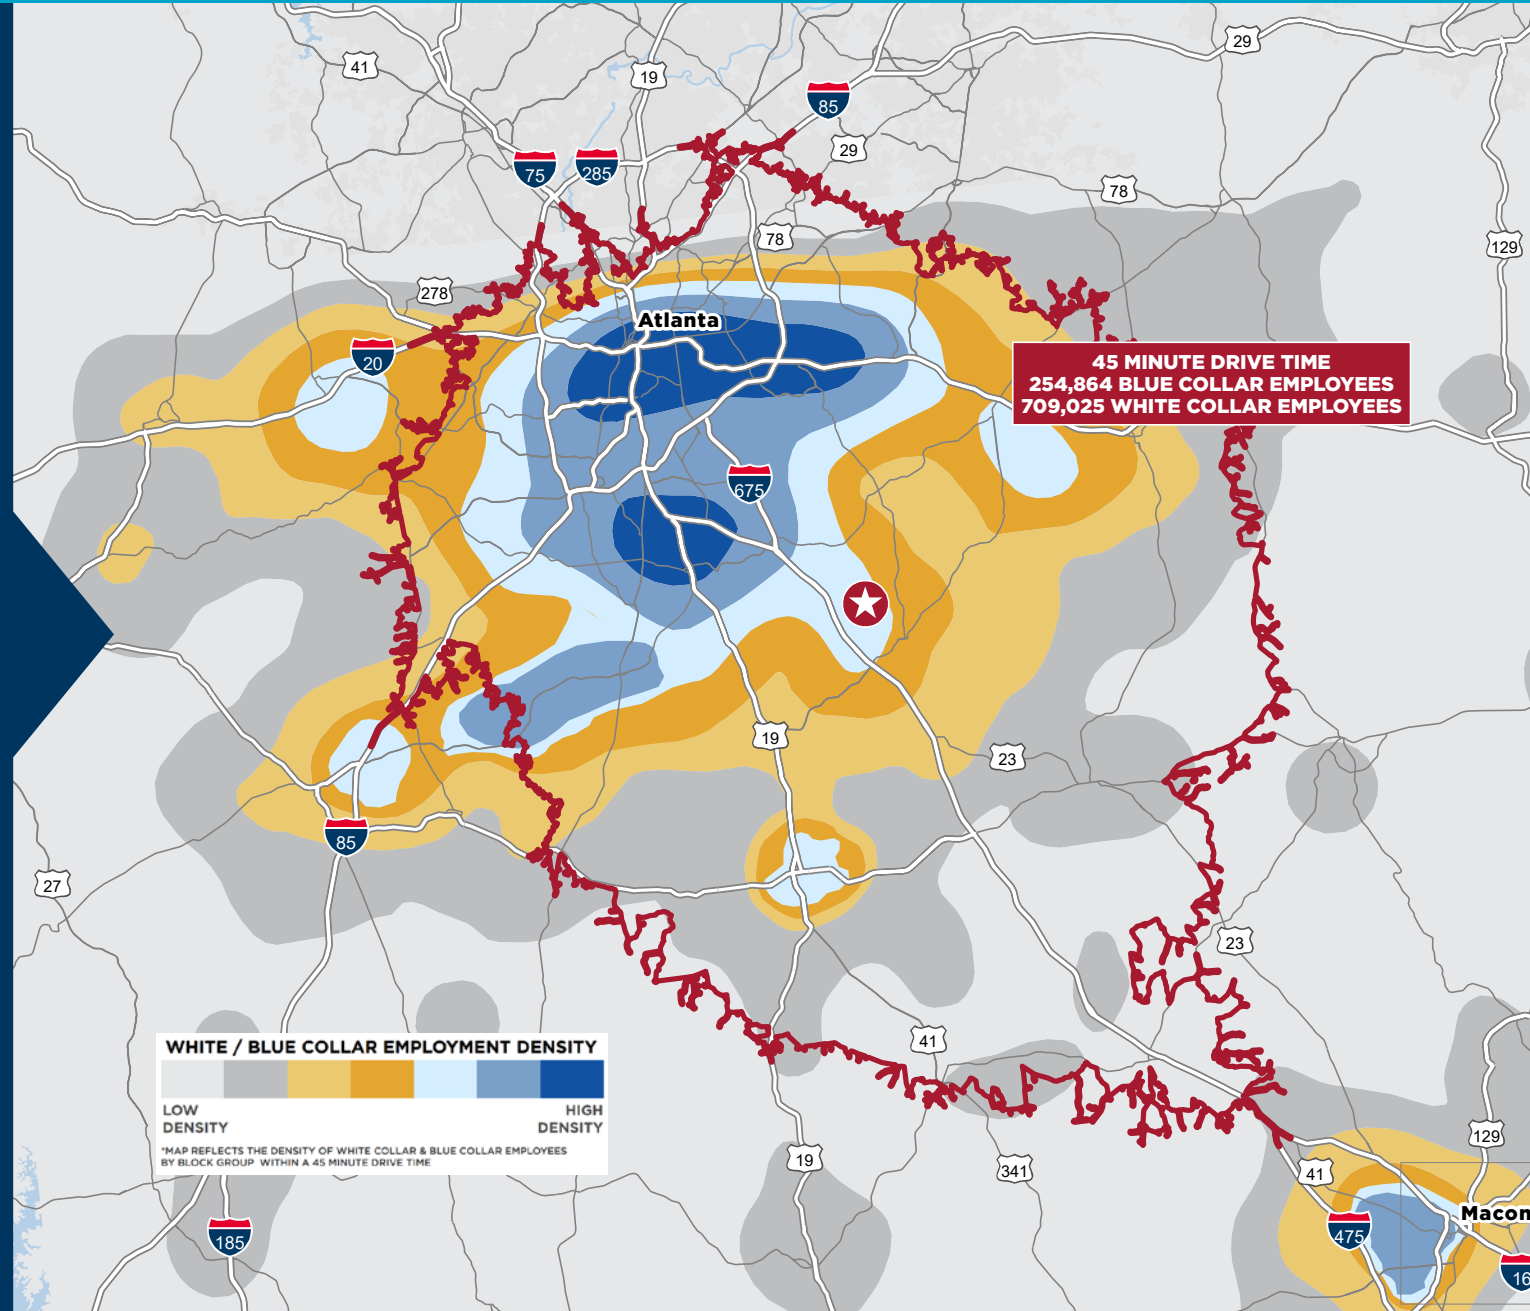 29
41
19
85
29
75
285
78
78
129
278
Atlanta
20
45 MINUTE DRIVE TIME
254,864 BLUE COLLAR EMPLOYEES
709,025 WHITE COLLAR EMPLOYEES
675
19
23
85
27
23
41
WHITE / BLUE COLLAR EMPLOYMENT DENSITY
LOW DENSITY
HIGH DENSITY
*MAP REFLECTS THE DENSITY OF WHITE COLLAR & BLUE COLLAR EMPLOYEES
BY BLOCK GROUP WITHIN A 45 MINUTE DRIVE TIME
129
19
341
41
Macon
475
185
16